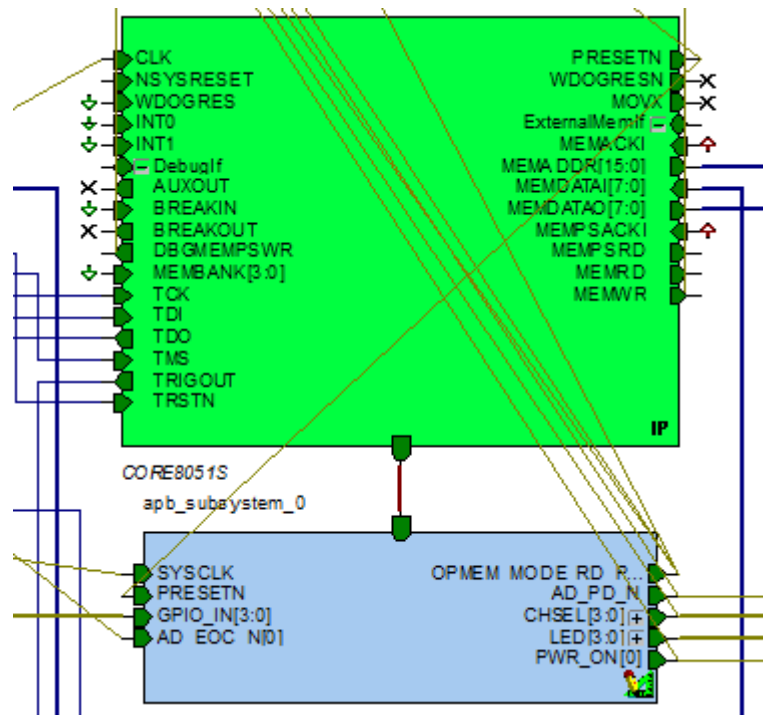 CLK
NSYSRESET
WDOGRES
INT0
INT1
DebugIf
AUXOUT
BREAKIN
BREAKOUT
DBGMEMPSWR
MEMBANK[3:0]
TCK
TDI
TDO
TMS
TRIGOUT
TRSTN
PRESETN
WDOGRESN
MOVX
ExternalMemIf
MEMACKI
MEMADDR[15:0]
MEMDATAI[7:0]
MEMDATAO[7:0]
MEMPSACKI
MEMPSRD
MEMRD
MEMWR
IP
CORE8051S
apb_subsystem_0
SYSCLK
PRESETN
GPIO_IN[3:0]
AD_EOC_N[0]
OPMEM_MODE_RD_R...
AD_PD_N
CHSEL[3:0]
LED[3:0]
PWR_ON[0]